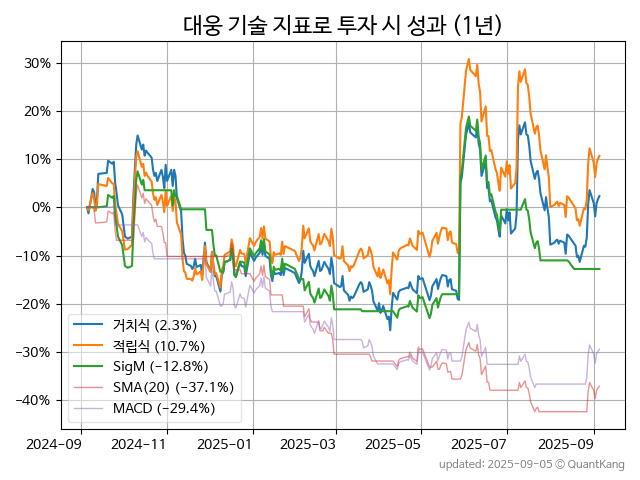 대웅 기술 지표로 투자 시 성과 (1년)
30%
20%
10%
0%
−10%
−20%
−30%
−40%
거치식 (2.3%)
적립식 (10.7%)
SigM (−12.8%)
SMA(20) (−37.1%)
MACD (−29.4%)
2024-09
2024-11
2025-01
2025-03
2025-05
2025-07
2025-09
updated: 2025-09-05 ⓒ QuantKang